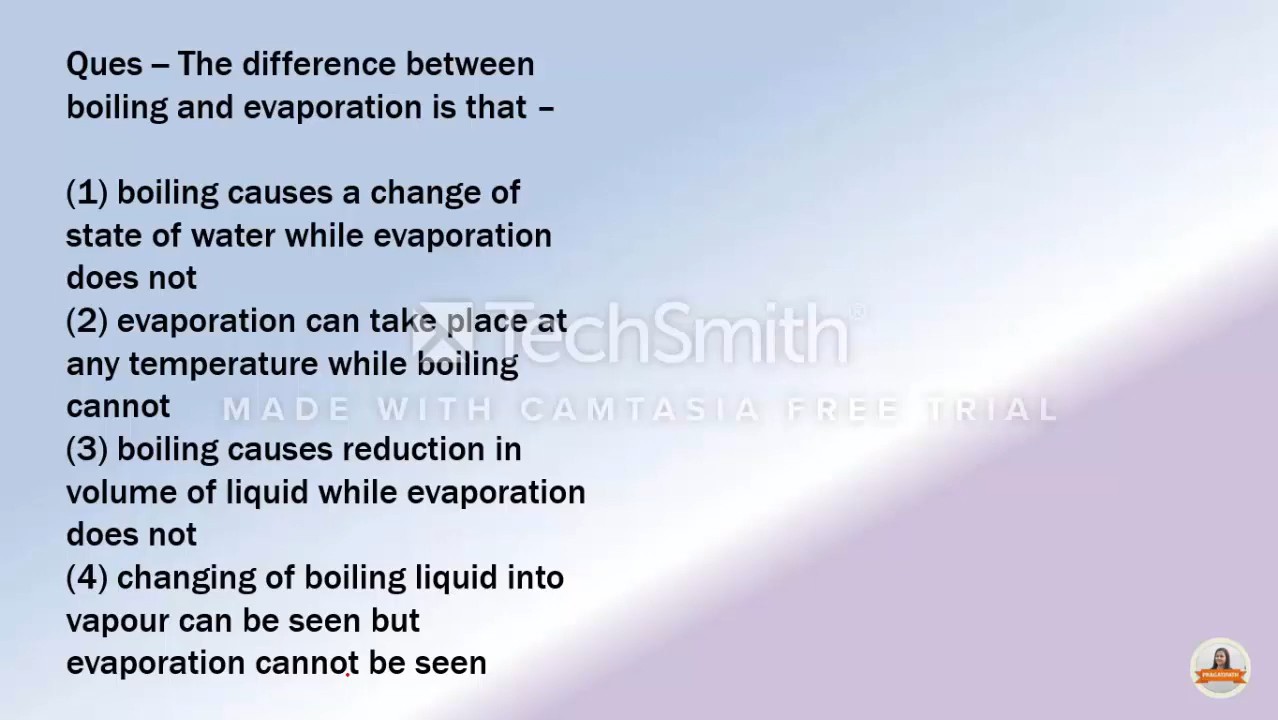 Ques – The difference between
boiling and evaporation is that –
(1) boiling causes a change of
state of water while evaporation
does not
(2) evaporation can take place at
any temperature while boiling
cannot
(3) boiling causes reduction in
volume of liquid while evaporation
does not
(4) changing of boiling liquid into
vapour can be seen but
evaporation cannot be seen
TechSmith®
MADE WITH CAMTASIA FREE TRIAL
PRAGATIPATH